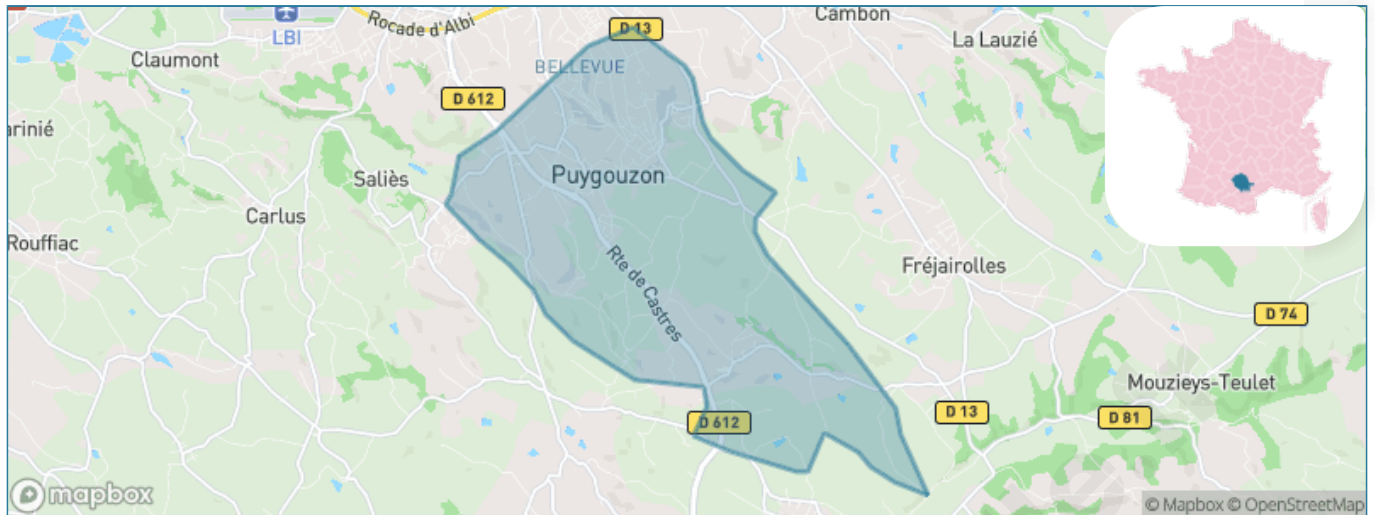 Rocade d'Albi
LBI
D 13
Cambon
La Lauzié
Claumont
BELLEVUE
D 612
arinié
Puygouzon
Saliès
Carlus
Rouffiac
Rte de Castres
Fréjairolles
D 74
Mouzieys-Teulet
D 13
D 81
D 612
mapbox
© Mapbox © OpenStreetMap